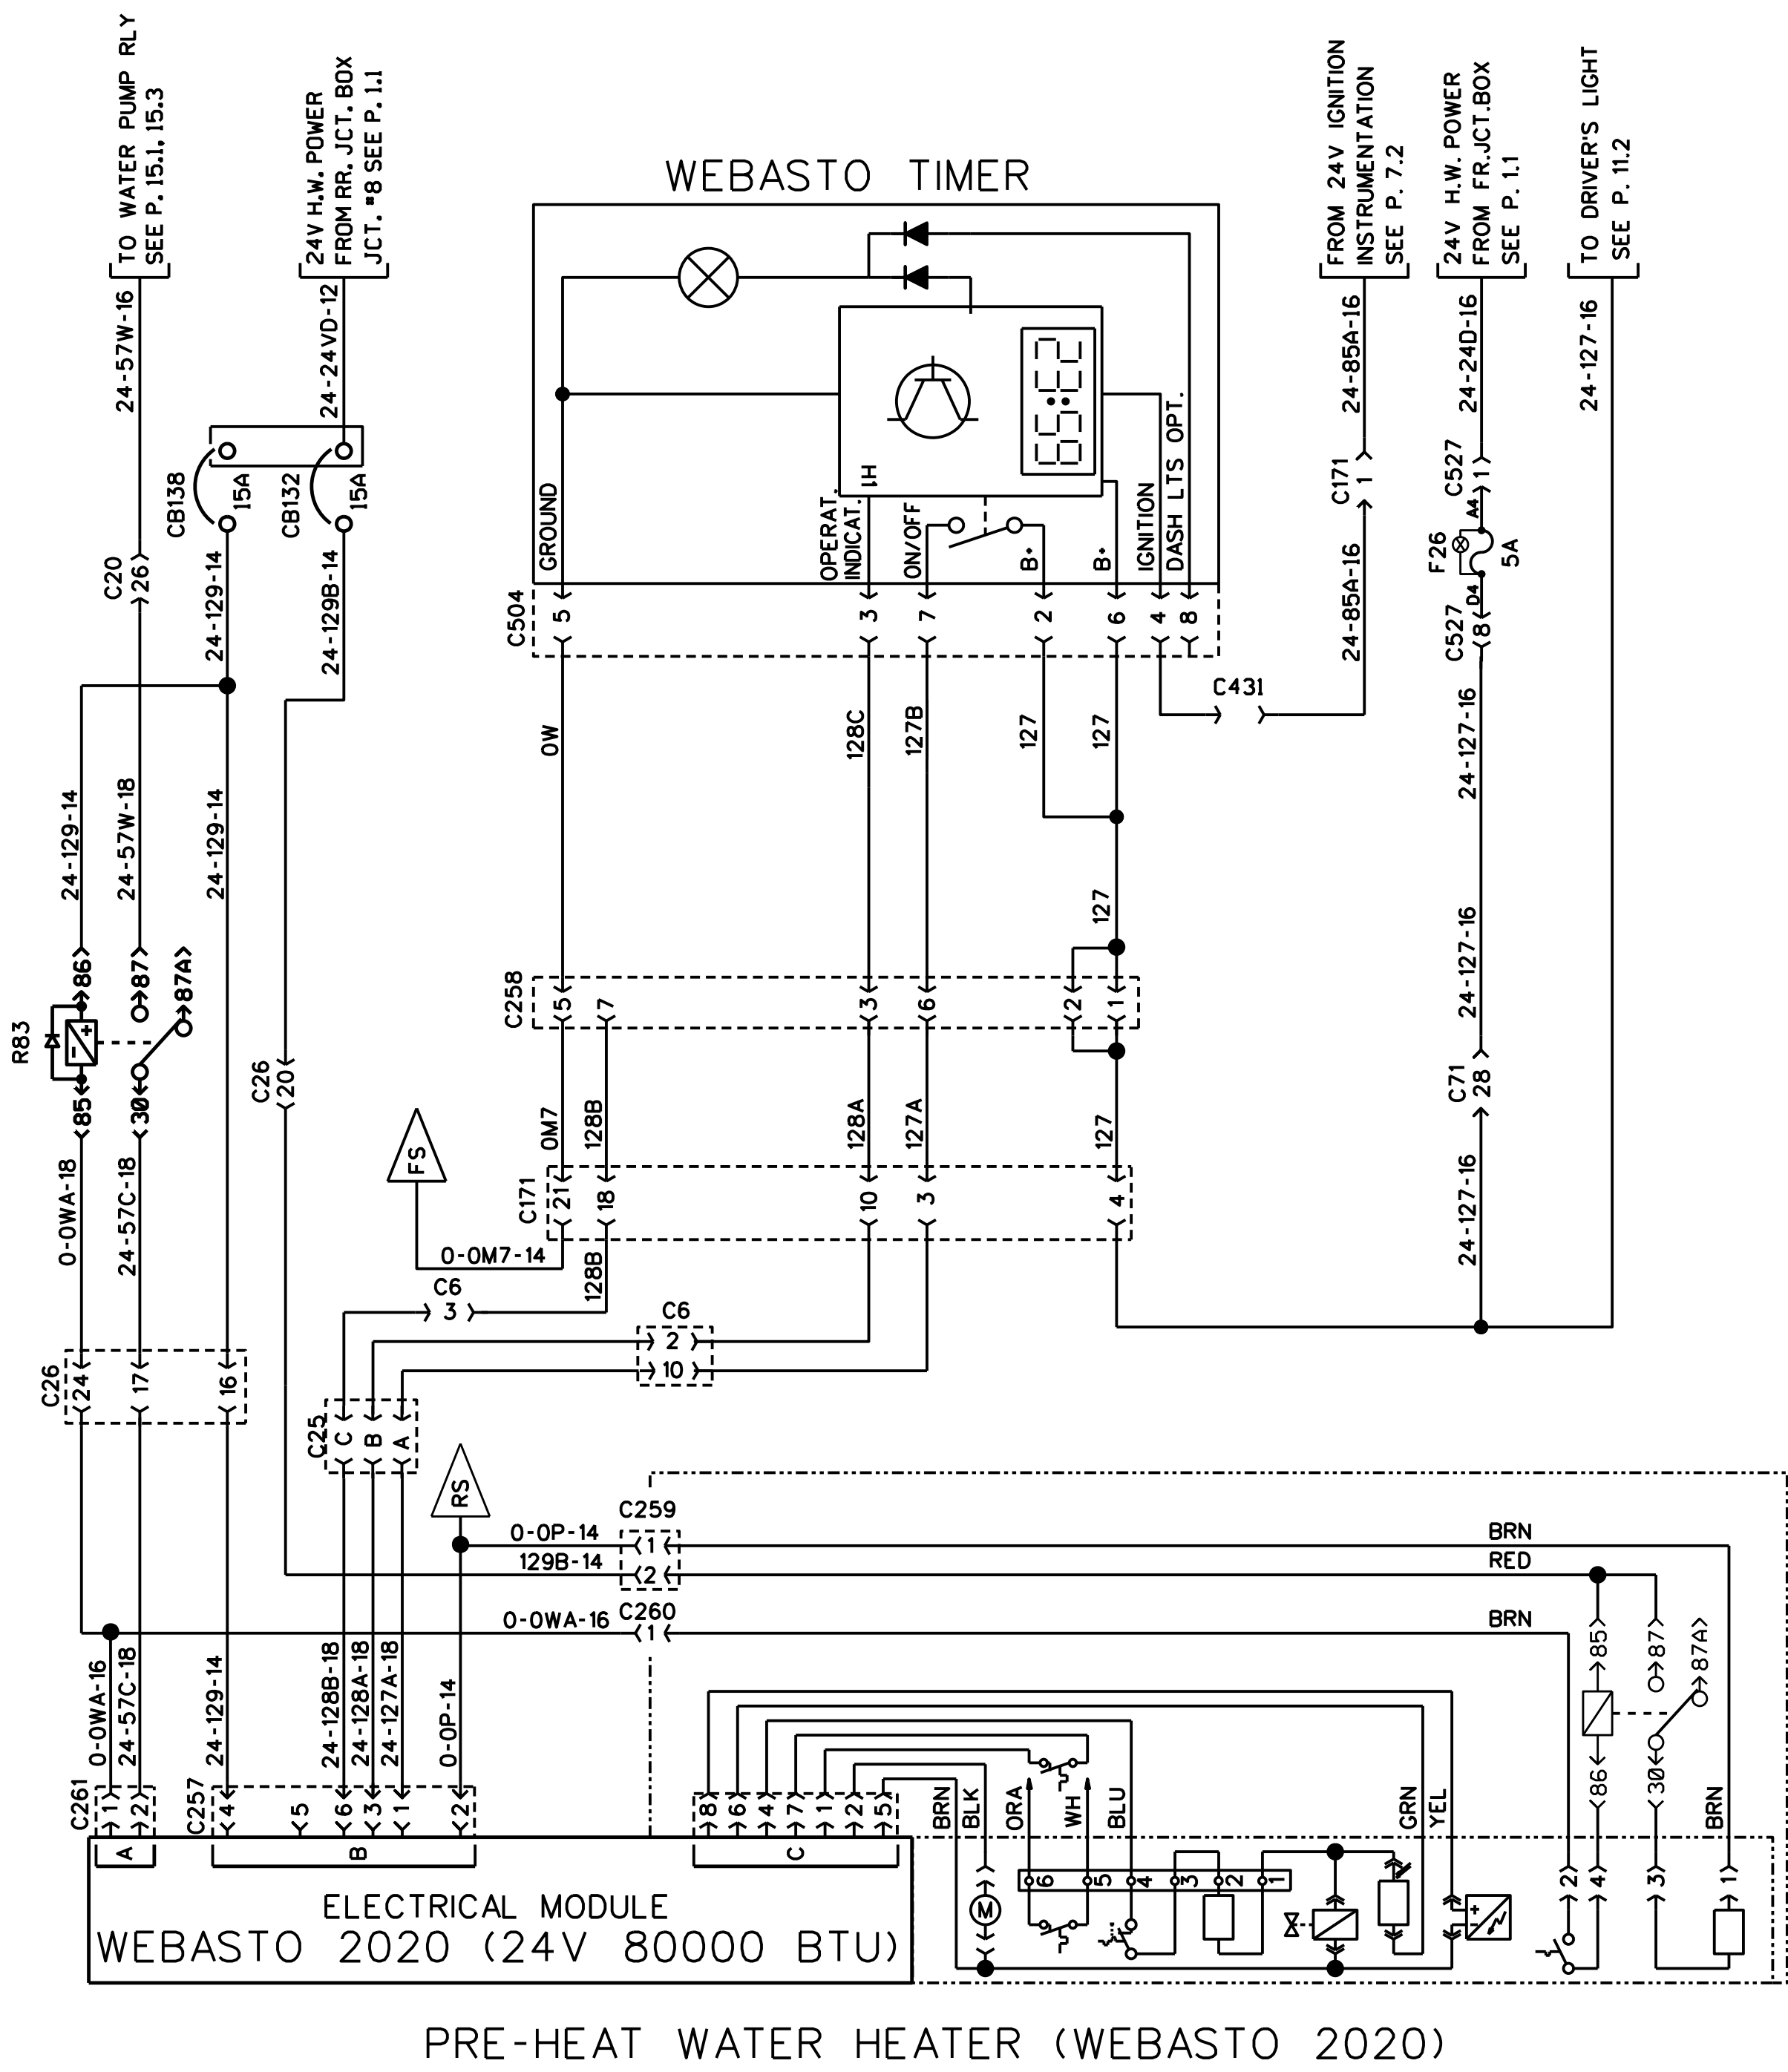 TO WATER PUMP RLY
SEE P. 15.1, 15.3
24V H.W. POWER
FROM RR. JCT. BOX
JCT. "8 SEE P. 1.1
FROM 24V IGNITION
INSTRUMENTATION
SEE P. 7.2
24V H.W. POWER
FROM FR.JCT.BOX
SEE P. 1.1
TO DRIVER'S LIGHT
SEE P. 11.2
WEBASTO TIMER
24-57W-16
24-24VD-12
24-85A-16
24-24D-16
24-127-16
CB138
15A
CB132
15A
C20
26
24-129-14
24-129B-14
GROUND
OPERAT.
INDICAT.
H1
ON/OFF
B+
B+
IGNITION
DASH LTS OPT.
C504
5
3
7
2
6
4
8
C171
1
24-85A-16
C431
C527
1
A4
F26
5A
D4
C527
8
24-127-16
24-129-14
24-57W-18
24-129-14
0W
128C
127B
127
127
127
24-127-16
R83
86
87
87A
85
30
C26
20
C258
5
7
3
6
2
1
C71
28
0-0WA-18
24-57C-18
FS
0M7
128B
128A
127A
127
24-127-16
C171
21
18
10
3
4
0-0M7-14
128B
C6
3
C6
2
10
C26
24
17
16
C25
C
B
A
RS
C259
0-0P-14
1
BRN
129B-14
2
RED
0-0WA-16
C260
1
BRN
0-0WA-16
24-57C-18
24-129-14
24-128B-18
24-128A-18
24-127A-18
0-0P-14
85
87
87A
86
30
C261
1
2
C257
4
5
6
3
1
2
8
6
4
7
1
2
5
BRN
BLK
ORA
WH
BLU
GRN
YEL
BRN
A
B
C
6
5
4
3
2
1
M
2
4
3
1
ELECTRICAL MODULE
WEBASTO 2020 (24V 80000 BTU)
PRE-HEAT WATER HEATER (WEBASTO 2020)